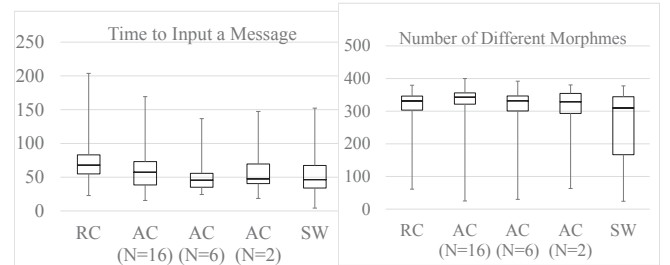 Time to Input a Message
250
200
150
100
50
0
RC AC AC AC SW
(N=16) (N=6) (N=2)
Number of Different Morphmes
500
400
300
200
100
0
RC AC AC AC SW
(N=16) (N=6) (N=2)